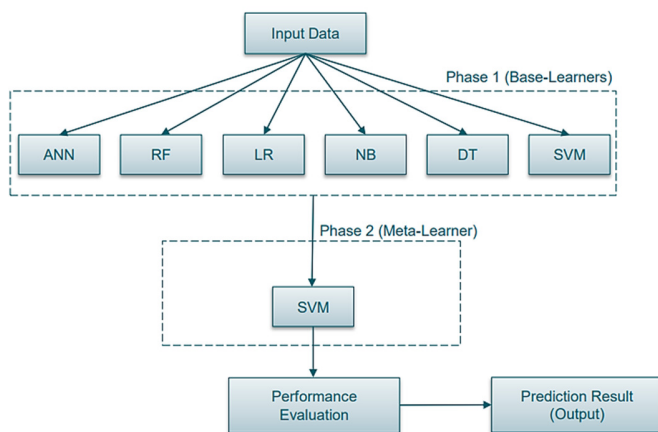 Input Data
Phase 1 (Base-Learners)
ANN
RF
LR
NB
DT
SVM
Phase 2 (Meta-Learner)
SVM
Performance
Evaluation
Prediction Result
(Output)